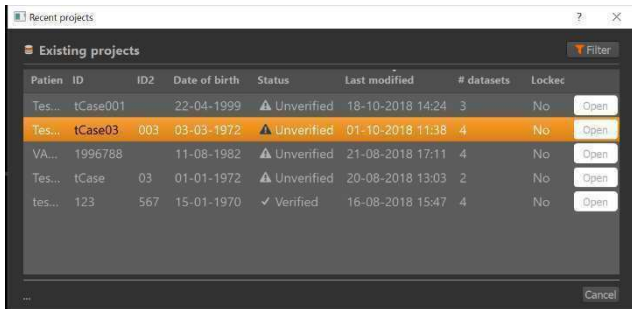 Recent projects ? ×
Existing projects Filter
Patien ID ID2 Date of birth Status Last modified # datasets Lockec
Tes... tCase001 22-04-1999 Unverified 18-10-2018 14:24 3 No Open
Tes... tCase03 003 03-03-1972 Unverified 01-10-2018 11:38 4 No Open
VA... 1996788 11-08-1982 Unverified 21-08-2018 17:11 4 No Open
Tes... tCase 03 01-01-1972 Unverified 20-08-2018 13:03 2 No Open
tes... 123 567 15-01-1970 ✓ Verified 16-08-2018 15:47 4 No Open
... Cancel